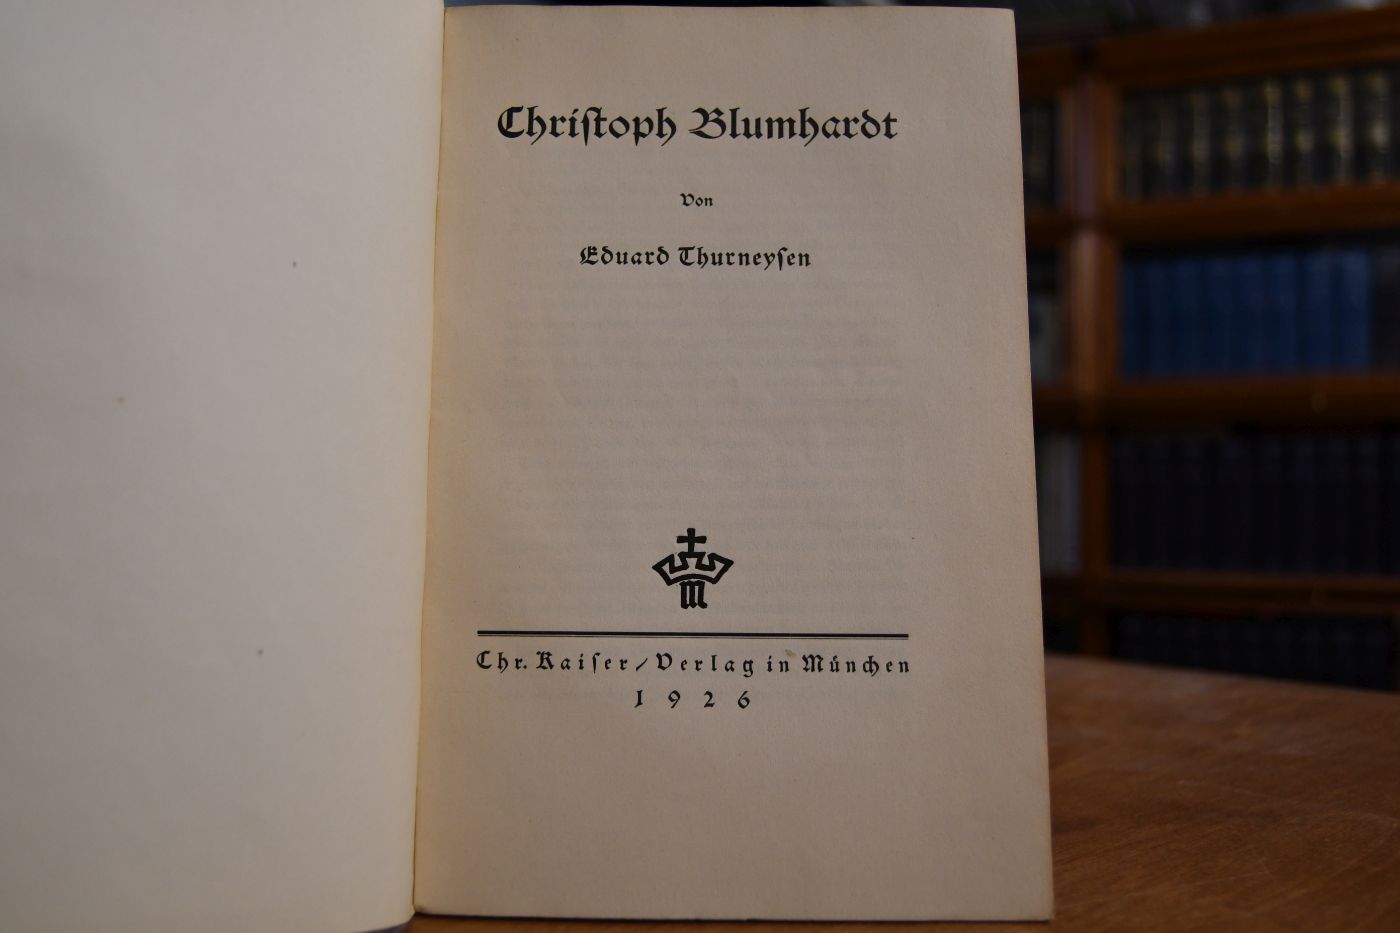 Chriſtoph Blumhardt
Von
Eduard Thurneyſen
M
Chr. Kaiſer / Verlag in München
1926